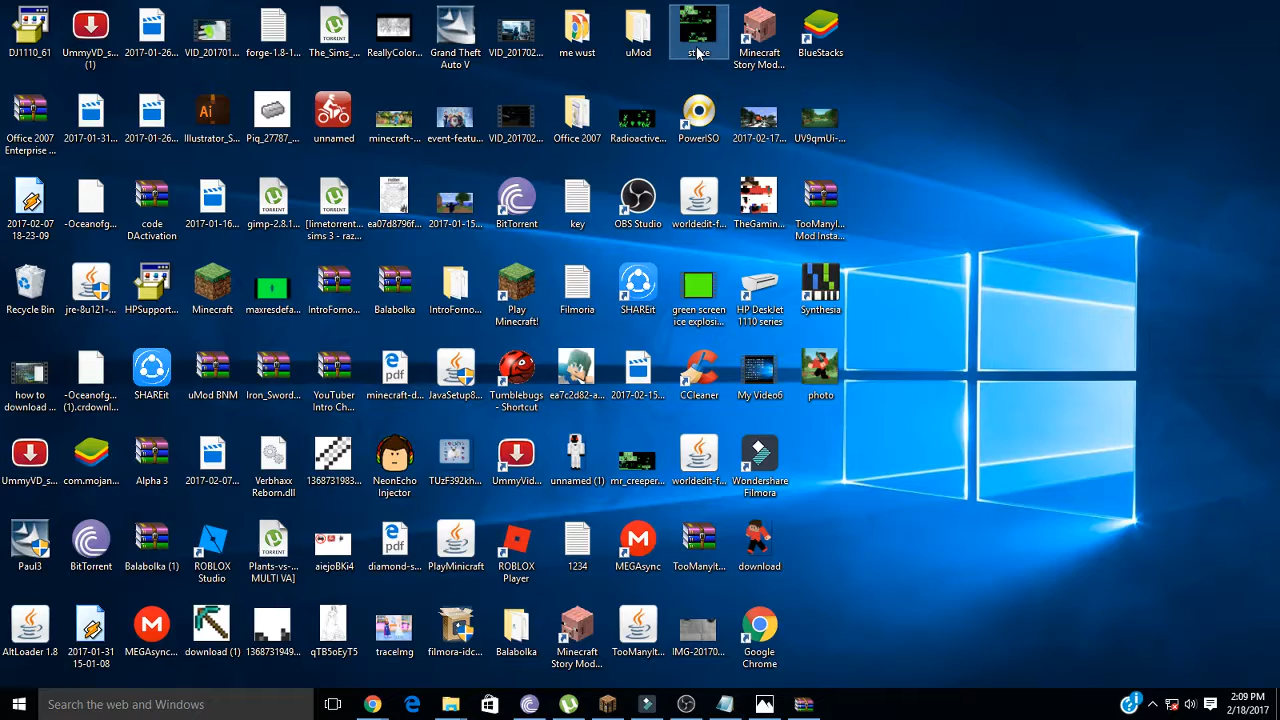 DJ1110_61
UmmyVD_s...
(1)
2017-01-26...
VID_201701...
forge-1.8-1...
The_Sims_...
ReallyColor...
Grand Theft
Auto V
VID_201702...
me wust
uMod
Minecraft
Story Mod...
BlueStacks
Office 2007
Enterprise ...
2017-01-31...
2017-01-26...
Illustrator_S...
Piq_27787_...
unnamed
minecraft-...
event-featu...
VID_201702...
Office 2007
Radioactive...
PowerISO
2017-02-17...
UV9qmUi-...
2017-02-09
18-23-09
-Oceanofg...
code
DActivation
2017-01-16...
gimp-2.8.1...
[limetorrent...
sims 3 - raz...
ea07d8796f...
2017-01-15...
BitTorrent
key
OBS Studio
worldedit-f...
TheGamin...
TooManyI...
Mod Insta...
Recycle Bin
jre-8u121-...
HPSupport...
Minecraft
maxresdefa...
IntroForno...
Balabolka
IntroForno...
Play
Minecraft!
Filmoria
SHAREit
green screen
ice explosi...
HP DeskJet
1110 series
Synthesia
how to
download ...
-Oceanofg...
(1).crdownl...
SHAREit
uMod BNM
Iron_Sword...
YouTuber
Intro Ch...
minecraft-d...
JavaSetup8...
Tumblebugs
- Shortcut
ea7c2d82-a...
2017-02-15...
CCleaner
My Video6
photo
UmmyVD_s...
com.mojan...
Alpha 3
2017-02-07...
Verbhaxx
Reborn.dll
1368731983...
NeonEcho
Injector
TUzF392kh...
UmmyVid...
unnamed (1)
mr_creeper...
worldedit-f...
Wondershare
Filmora
Paul3
BitTorrent
Balabolka (1)
ROBLOX
Studio
Plants-vs-...
MULTI VA]
aiejoBKi4
diamond-s...
PlayMinicraft
ROBLOX
Player
1234
MEGAsync
TooManyIt...
download
AltLoader 1.8
2017-01-31
15-01-08
MEGAsync...
download (1)
1368731949...
qTB5oEyT5
traceImg
filmora-idc...
Balabolka
Minecraft
Story Mod...
TooManyIt...
IMG-20170...
Google
Chrome
Search the web and Windows
2:09 PM
2/18/2017